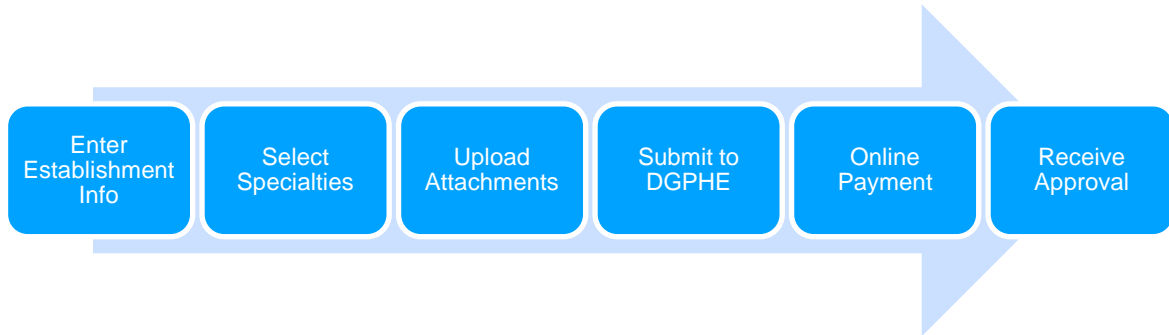 Enter
Establishment
Info
Select
Specialties
Upload
Attachments
Submit to
DGPHE
Online
Payment
Receive
Approval